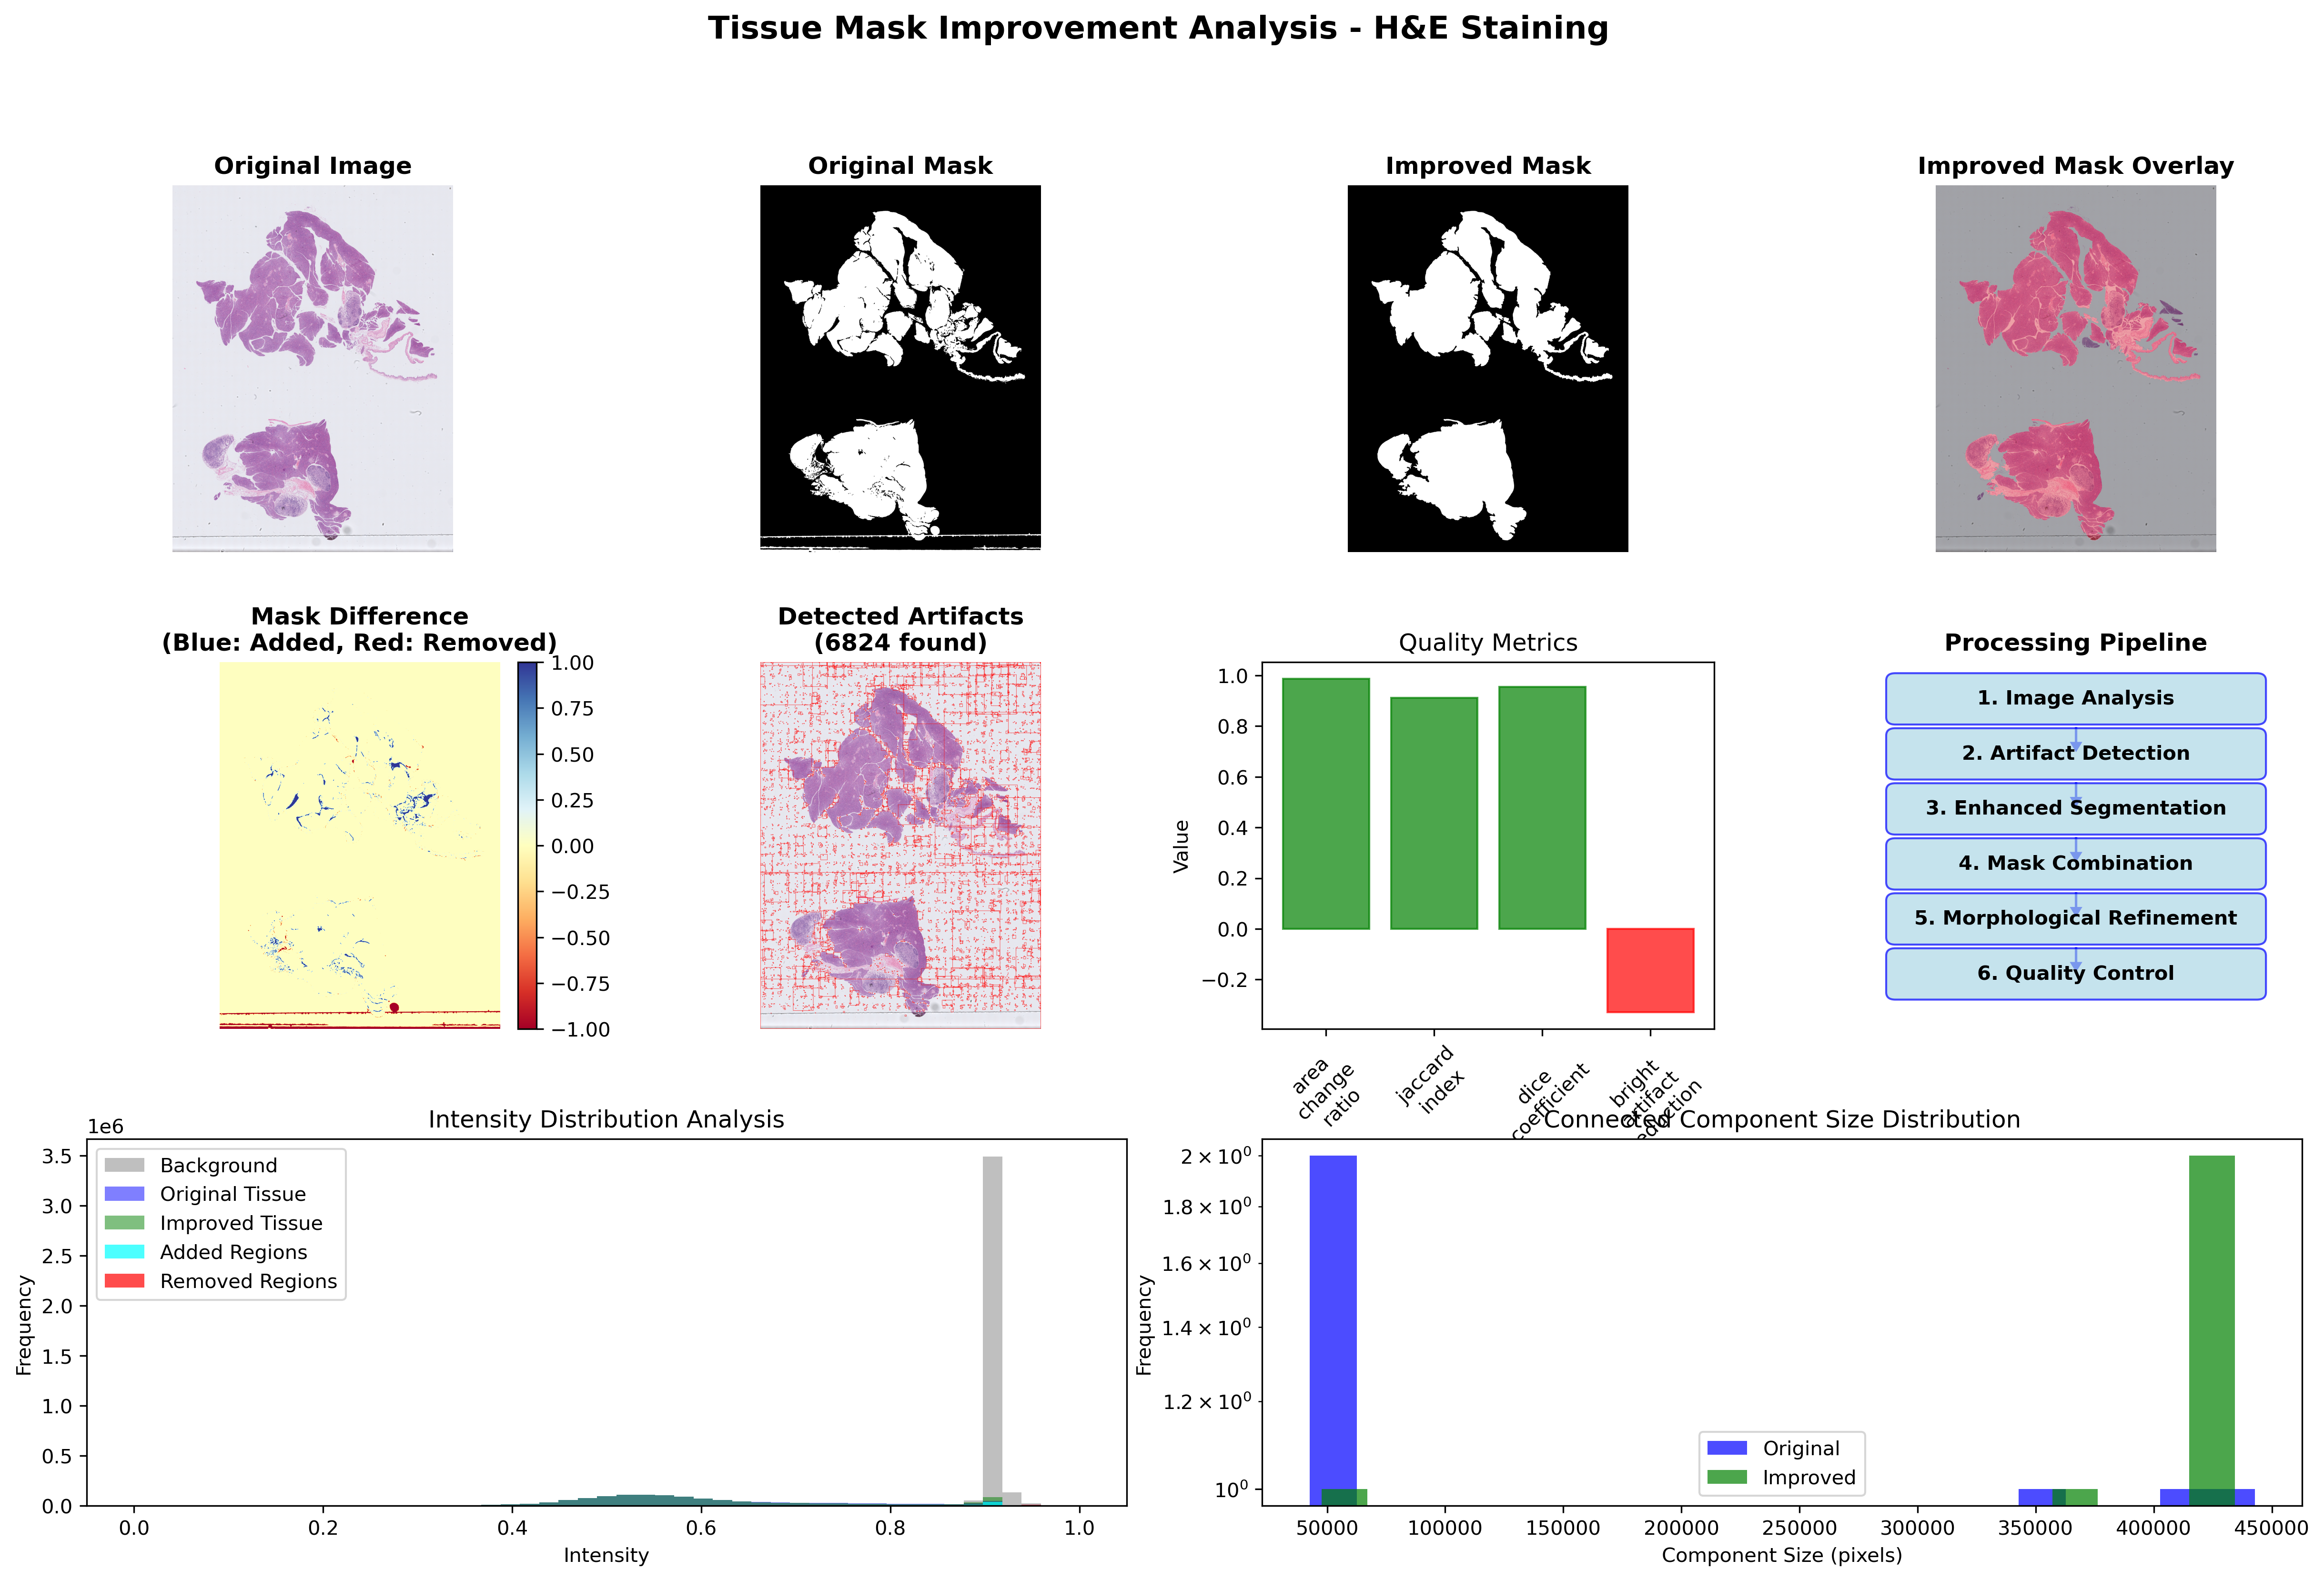 Tissue Mask Improvement Analysis - H&E Staining
Original Image
Original Mask
Improved Mask
Improved Mask Overlay
Mask Difference
(Blue: Added, Red: Removed)
1.00
0.75
0.50
0.25
0.00
−0.25
−0.50
−0.75
−1.00
Detected Artifacts
(6824 found)
Quality Metrics
Value
1.0
0.8
0.6
0.4
0.2
0.0
−0.2
area
change
ratio
jaccard
index
dice
coefficient
bright
artifact
Processing Pipeline
1. Image Analysis
2. Artifact Detection
3. Enhanced Segmentation
4. Mask Combination
5. Morphological Refinement
6. Quality Control
Intensity Distribution Analysis
1e6
Frequency
3.5
3.0
2.5
2.0
1.5
1.0
0.5
0.0
Background
Original Tissue
Improved Tissue
Added Regions
Removed Regions
0.0 0.2 0.4 0.6 0.8 1.0
Intensity
Connected Component Size Distribution
Frequency
2 × 10⁰
1.8 × 10⁰
1.6 × 10⁰
1.4 × 10⁰
1.2 × 10⁰
10⁰
Original
Improved
50000 100000 150000 200000 250000 300000 350000 400000 450000
Component Size (pixels)